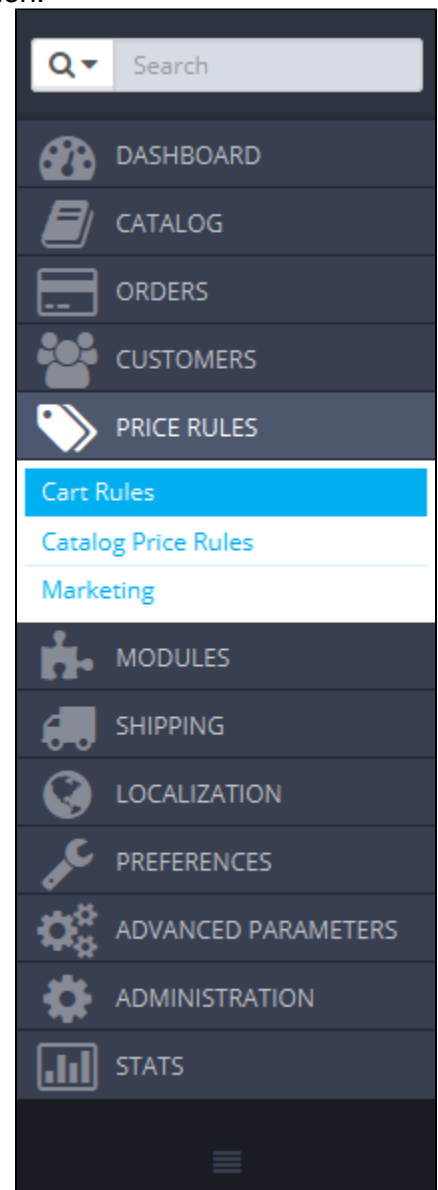 Search
DASHBOARD
CATALOG
ORDERS
CUSTOMERS
PRICE RULES
Cart Rules
Catalog Price Rules
Marketing
MODULES
SHIPPING
LOCALIZATION
PREFERENCES
ADVANCED PARAMETERS
ADMINISTRATION
STATS